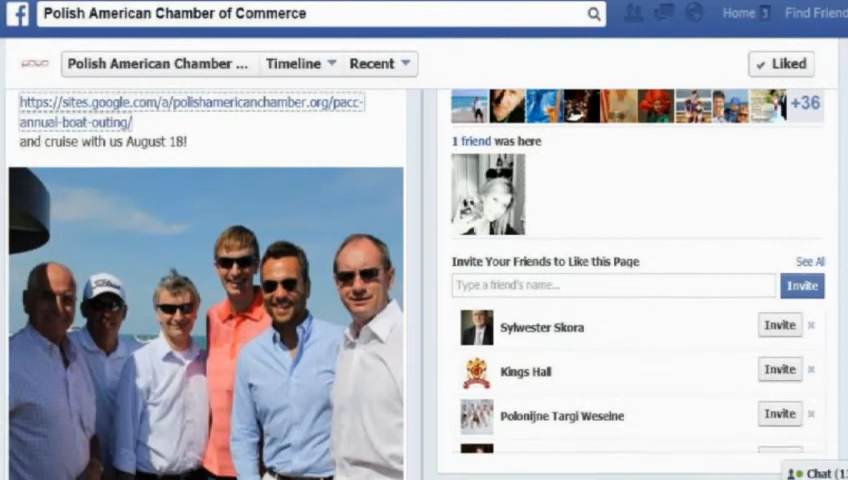 Polish American Chamber of Commerce
Home 3 Find Friend
Polish American Chamber ... Timeline Recent
Liked
https://sites.google.com/a/polishamericanchamber.org/pacc-
annual-boat-outing/
and cruise with us August 18!
+36
1 friend was here
Invite Your Friends to Like this Page See All
Type a friend's name... Invite
Sylwester Skora Invite
Kings Hall Invite
Polonijne Targi Weselne Invite
Chat (1